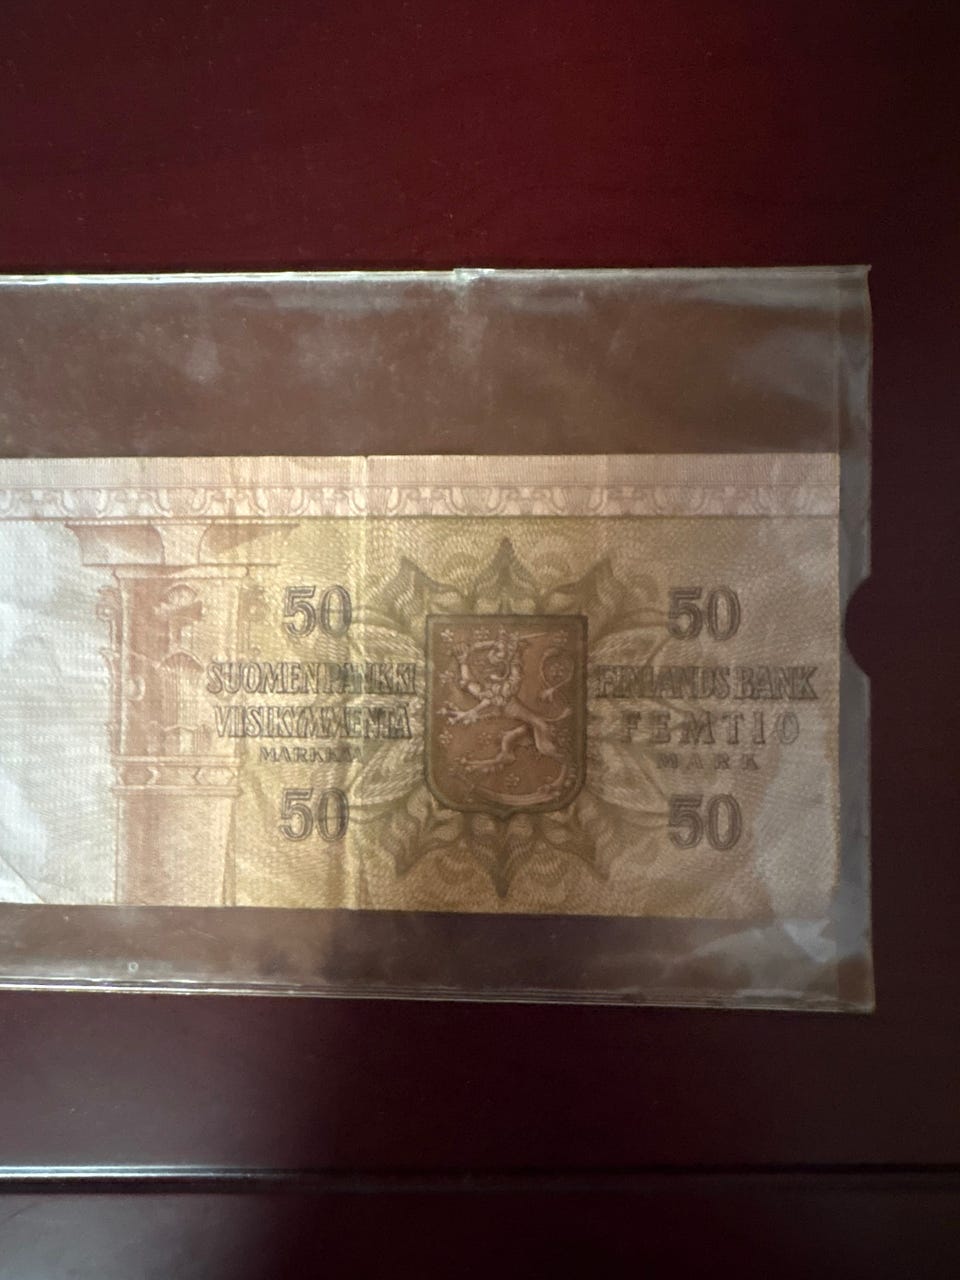 50
SUOMEN PANKKI
VIISIKYMMENTÄ
MARKKAA
50
50
FINLANDS BANK
FEMTIO
MARK
50